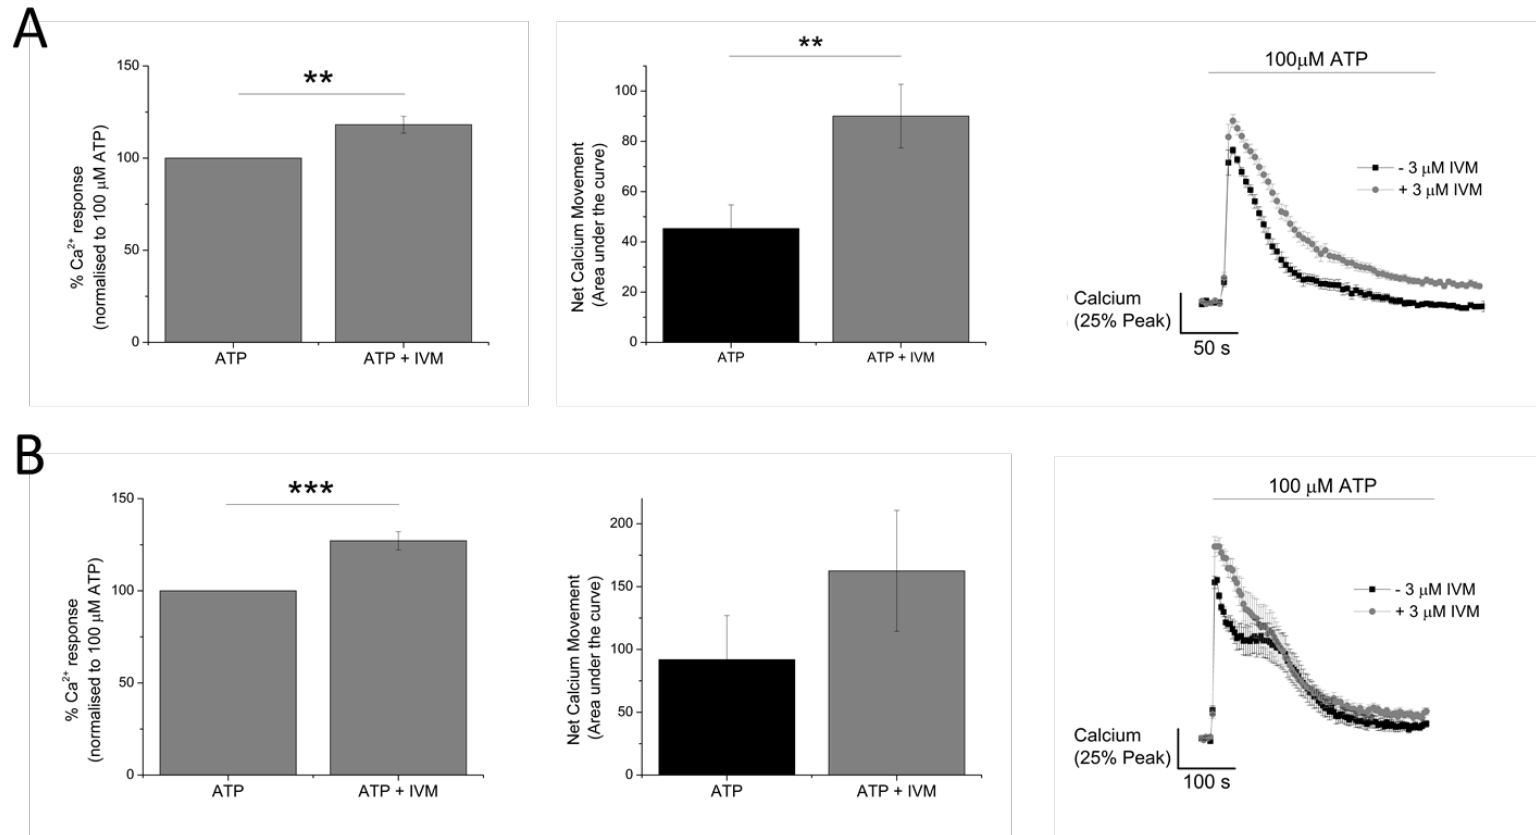 A
**
150
100
50
0
% Ca2+ response
(normalised to 100 μM ATP)
ATP
ATP + IVM
**
100
80
60
40
20
0
Net Calcium Movement
(Area under the curve)
ATP
ATP + IVM
100μM ATP
- 3 μM IVM
+ 3 μM IVM
Calcium
(25% Peak)
50 s
B
***
150
100
50
0
% Ca2+ response
(normalised to 100 μM ATP)
ATP
ATP + IVM
200
150
100
50
0
Net Calcium Movement
(Area under the curve)
ATP
ATP + IVM
100 μM ATP
- 3 μM IVM
+ 3 μM IVM
Calcium
(25% Peak)
100 s